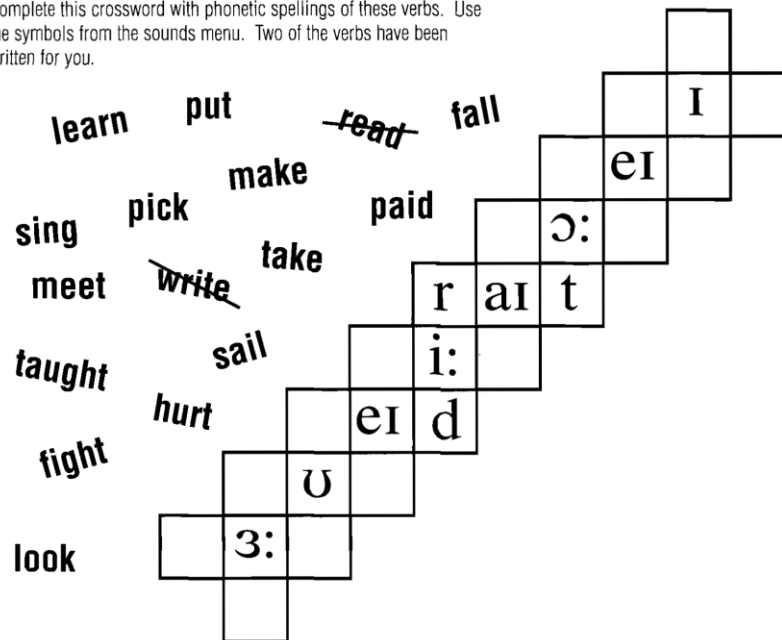 omplete this crossword with phonetic spellings of these verbs. Use
e symbols from the sounds menu. Two of the verbs have been
ritten for you.
learn put read fall
make
sing pick paid
meet write take
taught sail
hurt
fight
look
ɪ
eɪ
ɔ:
r aɪ t
i:
eɪ d
ʊ
ɜ: